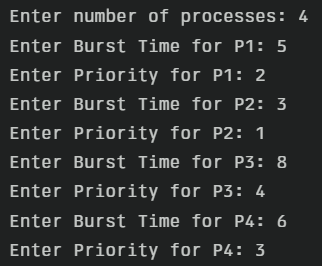 Enter number of processes: 4
Enter Burst Time for P1: 5
Enter Priority for P1: 2
Enter Burst Time for P2: 3
Enter Priority for P2: 1
Enter Burst Time for P3: 8
Enter Priority for P3: 4
Enter Burst Time for P4: 6
Enter Priority for P4: 3